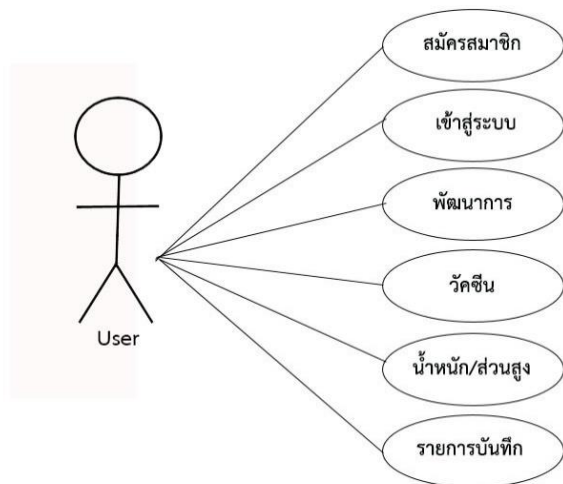 สมัครสมาชิก
เข้าสู่ระบบ
พัฒนาการ
วัคซีน
User
น้ำหนัก/ส่วนสูง
รายการบันทึก